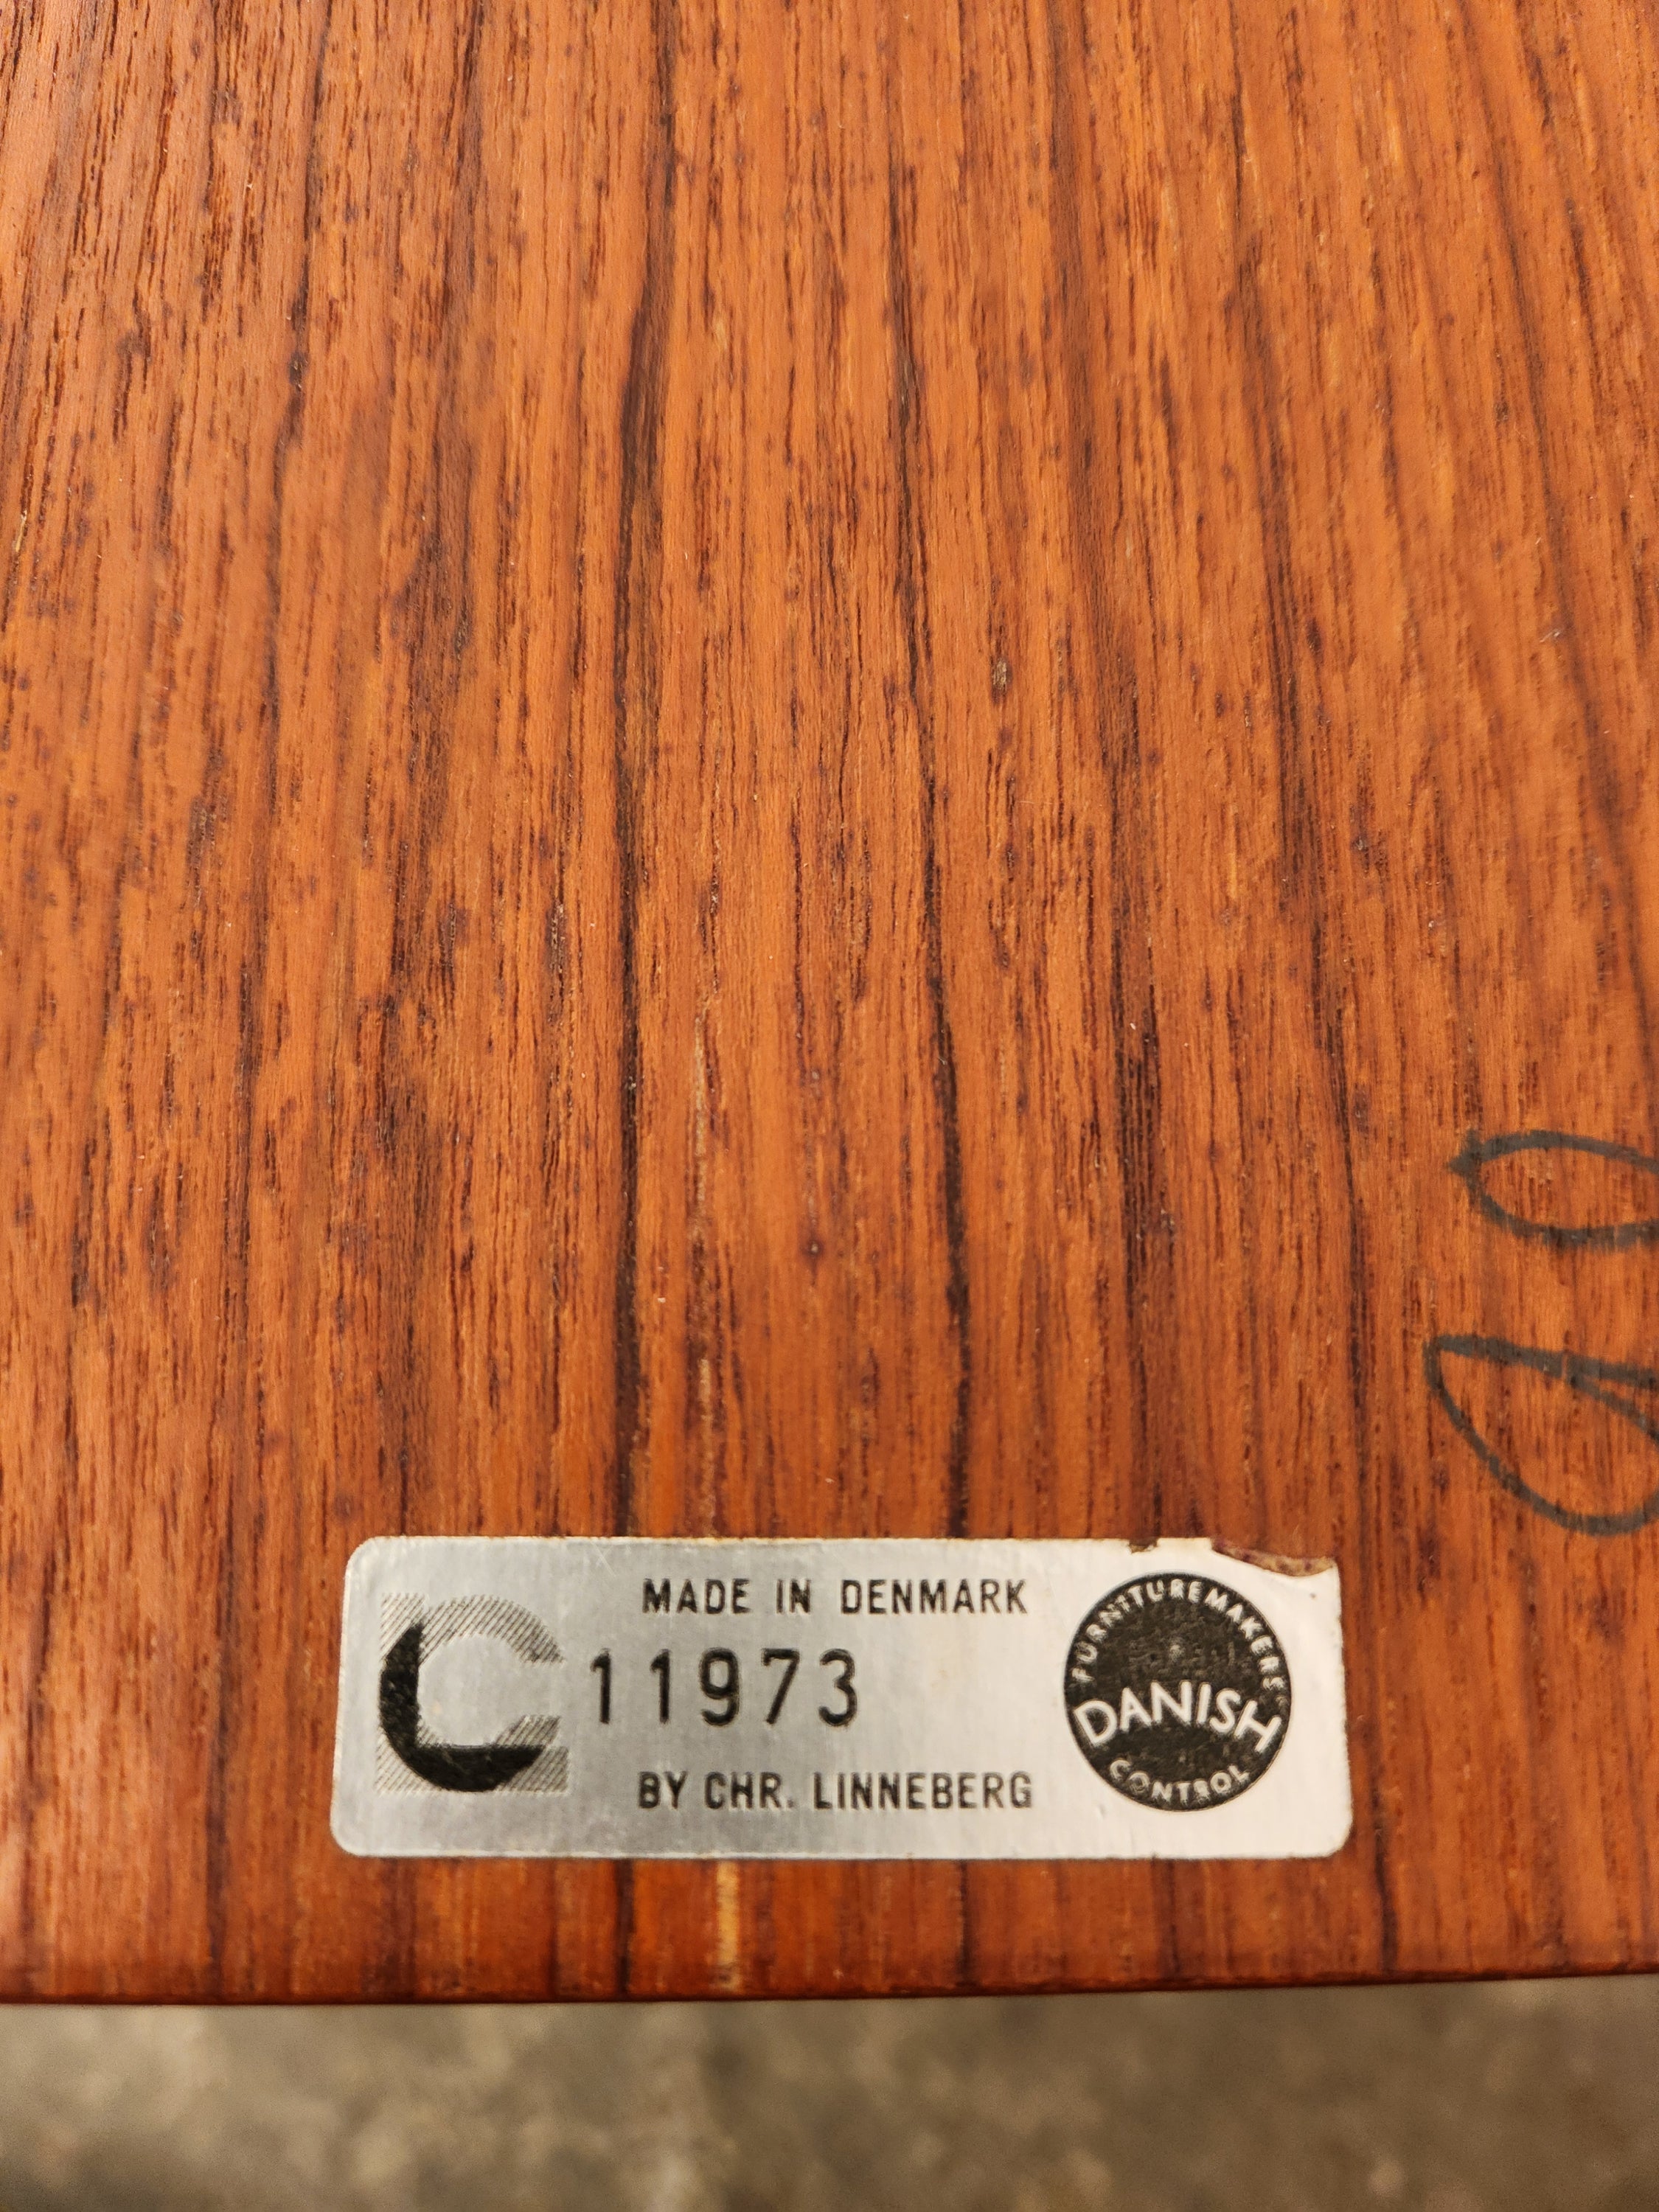 MADE IN DENMARK
11973
BY CHR. LINNEBERG
FURNITUREMAKERS
DANISH
CONTROL